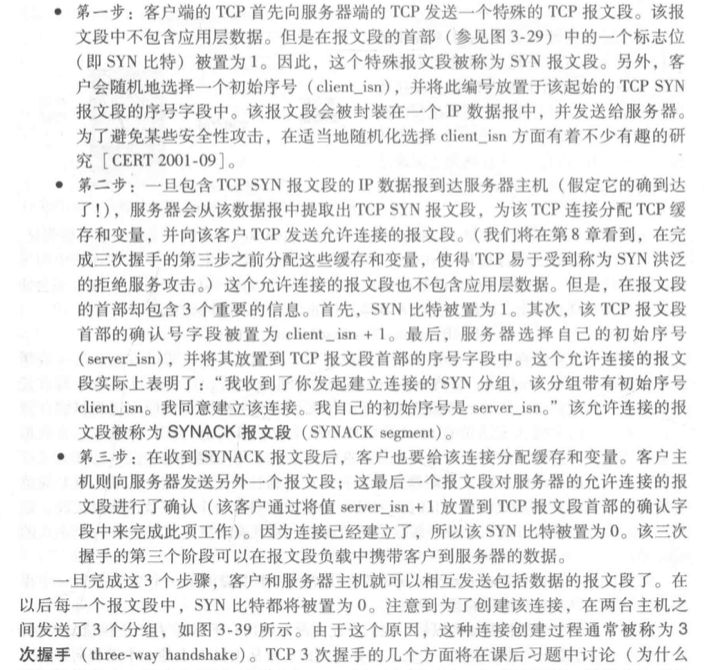 • 第一步：客户端的 TCP 首先向服务器端的 TCP 发送一个特殊的 TCP 报文段。该报
文段中不包含应用层数据。但是在报文段的首部（参见图 3-29）中的一个标志位
（即 SYN 比特）被置为 1。因此，这个特殊报文段被称为 SYN 报文段。另外，客
户会随机地选择一个初始序号（client_isn），并将此编号放置于该起始的 TCP SYN
报文段的序号字段中。该报文段会被封装在一个 IP 数据报中，并发送给服务器。
为了避免某些安全性攻击，在适当地随机化选择 client_isn 方面有着不少有趣的研
究［CERT 2001-09］。
• 第二步：一旦包含 TCP SYN 报文段的 IP 数据报到达服务器主机（假定它的确到达
了！），服务器会从该数据报中提取出 TCP SYN 报文段，为该 TCP 连接分配 TCP 缓
存和变量，并向该客户 TCP 发送允许连接的报文段。（我们将在第 8 章看到，在完
成三次握手的第三步之前分配这些缓存和变量，使得 TCP 易于受到称为 SYN 洪泛
的拒绝服务攻击。）这个允许连接的报文段也不包含应用层数据。但是，在报文段
的首部却包含 3 个重要的信息。首先，SYN 比特被置为 1。其次，该 TCP 报文段
首部的确认号字段被置为 client_isn + 1。最后，服务器选择自己的初始序号
（server_isn），并将其放置到 TCP 报文段首部的序号字段中。这个允许连接的报文
段实际上表明了：“我收到了你发起建立连接的 SYN 分组，该分组带有初始序号
client_isn。我同意建立该连接。我自己的初始序号是 server_isn。”该允许连接的报
文段被称为 SYNACK 报文段（SYNACK segment）。
• 第三步：在收到 SYNACK 报文段后，客户也要给该连接分配缓存和变量。客户主
机则向服务器发送另外一个报文段；这最后一个报文段对服务器的允许连接的报
文段进行了确认（该客户通过将值 server_isn + 1 放置到 TCP 报文段首部的确认字
段中来完成此项工作）。因为连接已经建立了，所以该 SYN 比特被置为 0。该三次
握手的第三个阶段可以在报文段负载中携带客户到服务器的数据。
一旦完成这 3 个步骤，客户和服务器主机就可以相互发送包括数据的报文段了。在
以后每一个报文段中，SYN 比特都将被置为 0。注意到为了创建该连接，在两台主机之
间发送了 3 个分组，如图 3-39 所示。由于这个原因，这种连接创建过程通常被称为 3
次握手（three-way handshake）。TCP 3 次握手的几个方面将在课后习题中讨论（为什么